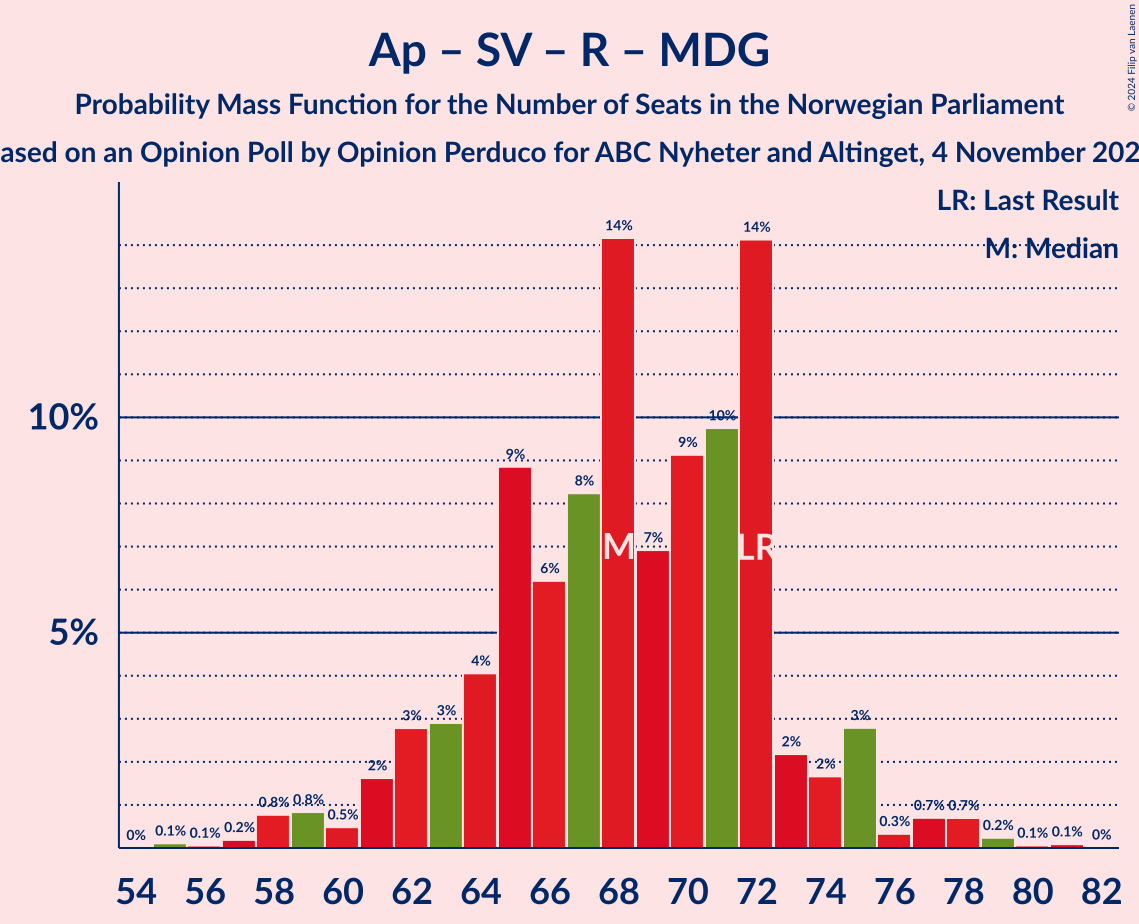 Ap – SV – R – MDG
Probability Mass Function for the Number of Seats in the Norwegian Parliament
ased on an Opinion Poll by Opinion Perduco for ABC Nyheter and Altinget, 4 November 202
© 2024 Filip van Laenen
LR: Last Result
M: Median
10%
5%
0% 0.1% 0.1% 0.2% 0.8% 0.8% 0.5% 2% 3% 3% 4% 9% 6% 8% 14% 7% 9% 10% 14% 2% 2% 3% 0.3% 0.7% 0.7% 0.2% 0.1% 0.1% 0%
M LR
54 56 58 60 62 64 66 68 70 72 74 76 78 80 82